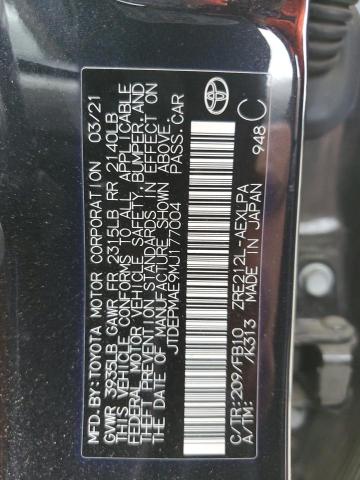 MFD. BY: TOYOTA MOTOR CORPORATION 03/21
GVWR 3935LB GAWR FR 2315LB RR 2140LB
THIS VEHICLE CONFORMS TO ALL APPLICABLE
FEDERAL MOTOR VEHICLE SAFETY, BUMPER, AND
THEFT PREVENTION STANDARDS IN EFFECT ON
THE DATE OF MANUFACTURE SHOWN ABOVE.
JTDEPMAE9MJ177004 PASS.CAR
C/TR: 209/FB10 ZRE212L-AEXLPA
A/TM: /K313 MADE IN JAPAN
948 C